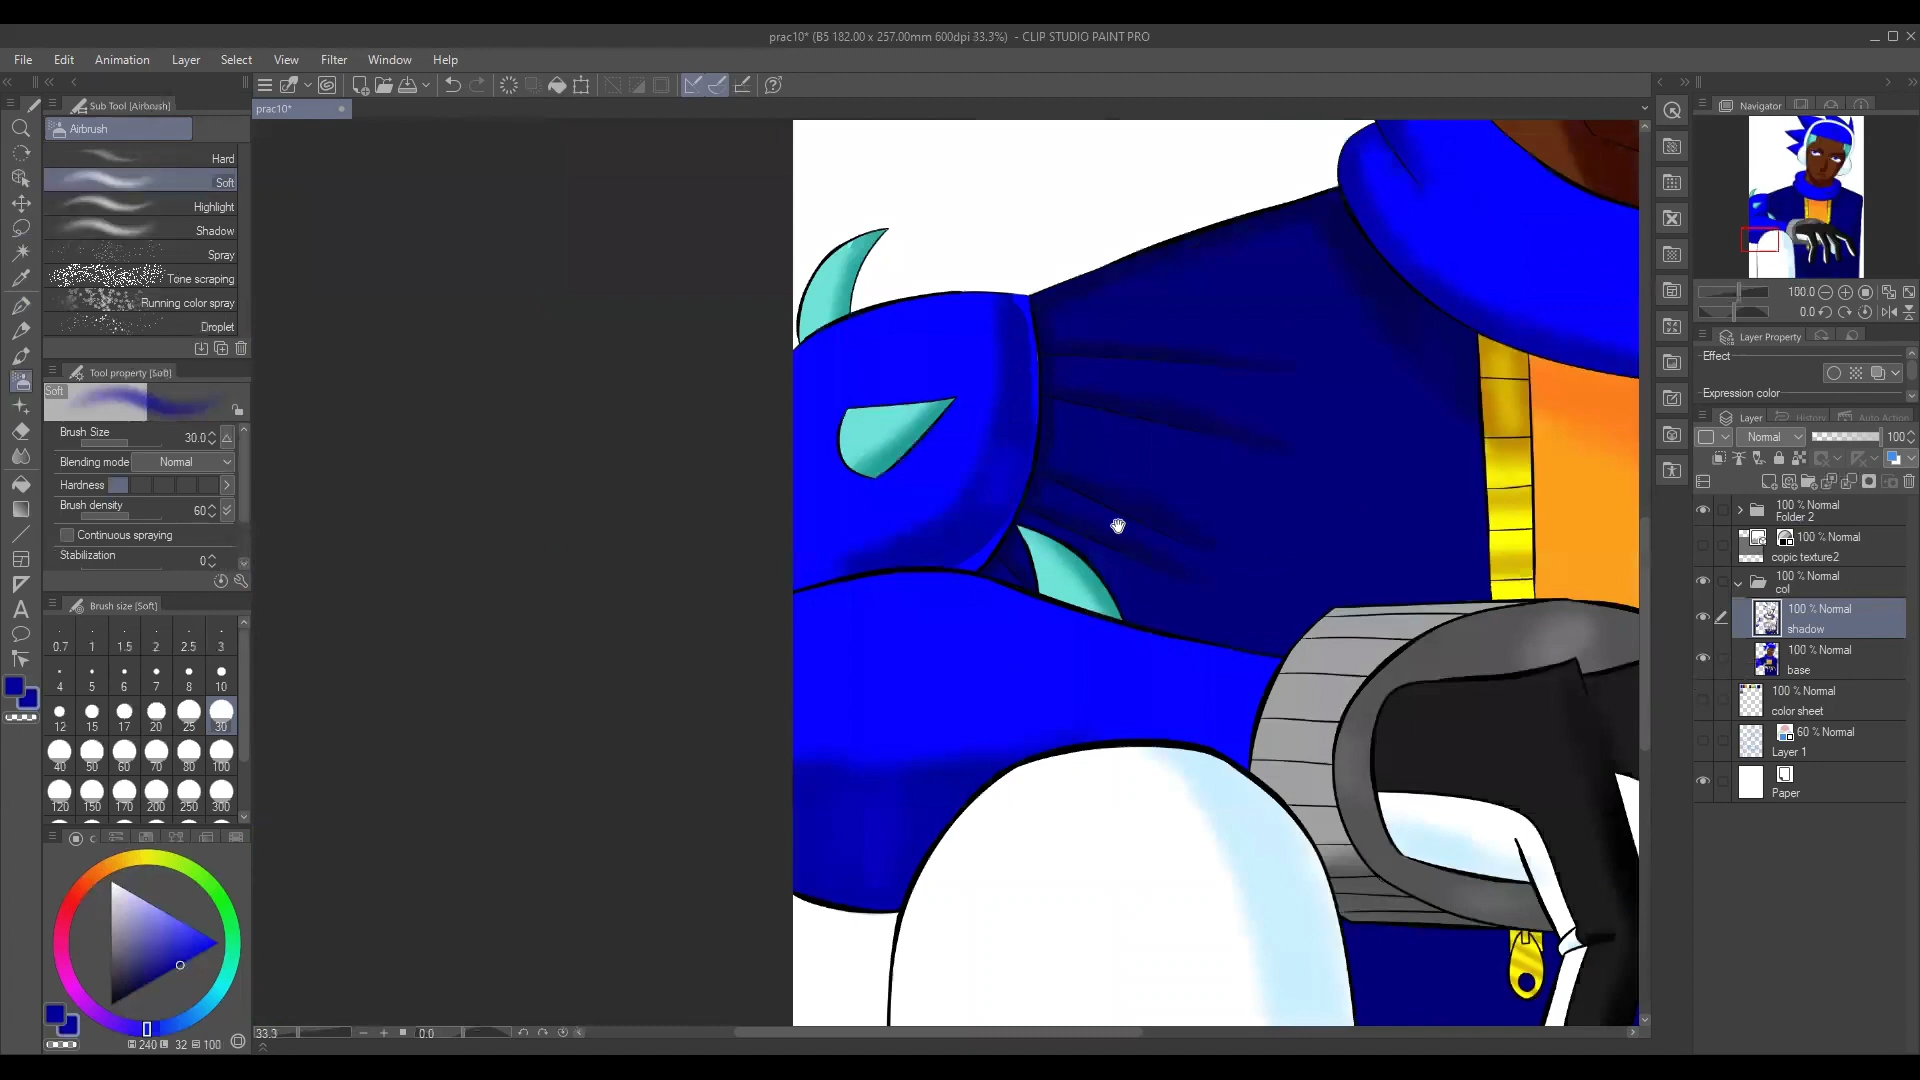 prac10* (B5 182.00 x 257.00mm 600dpi 33.3%) - CLIP STUDIO PAINT PRO
File Edit Animation Layer Select View Filter Window Help
Sub Tool [Airbrush]
Airbrush
Hard
Soft
Highlight
Shadow
Spray
Tone scraping
Running color spray
Droplet
Tool property [Soft]
Soft
Brush Size 30.0
Blending mode Normal
Hardness
Brush density 60
Continuous spraying
Stabilization 0
Brush size [Soft]
0.7 1 1.5 2 2.5 3
4 5 6 7 8 10
12 15 17 20 25 30
40 50 60 70 80 100
120 150 170 200 250 300
240 32 100
prac10*
33.3 0.0
Navigator
100.0
0.0
Layer Property
Effect
Expression color
Layer History Auto Action
Normal 100
100 % Normal
Folder 2
100 % Normal
copic texture2
100 % Normal
col
100 % Normal
shadow
100 % Normal
base
100 % Normal
color sheet
60 % Normal
Layer 1
Paper